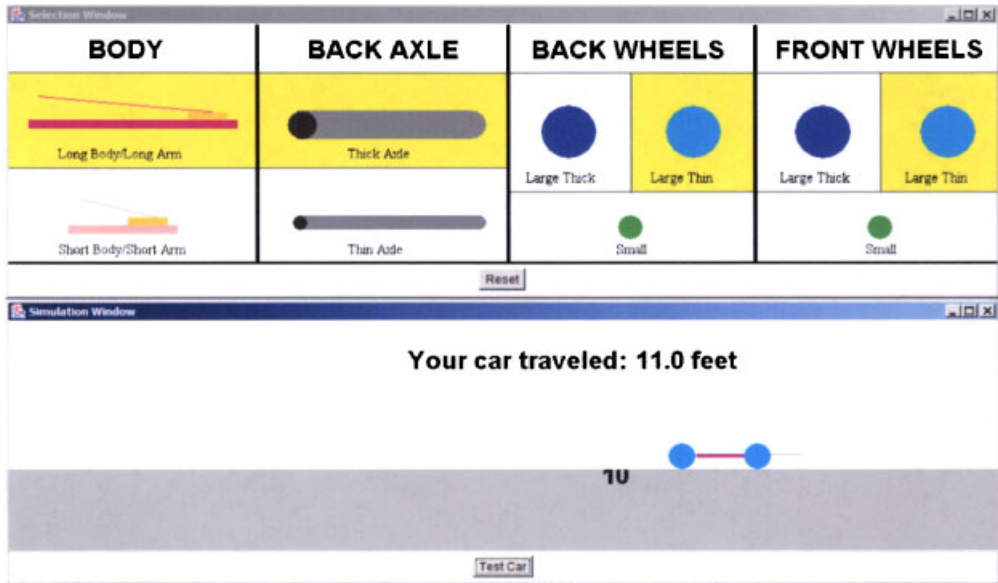 Selection Window
BODY BACK AXLE BACK WHEELS FRONT WHEELS
Long Body/Long Arm Thick Axle Large Thick Large Thin Large Thick Large Thin
Short Body/Short Arm Thin Axle Small Small
Reset
Simulation Window
Your car traveled: 11.0 feet
10
Test Car